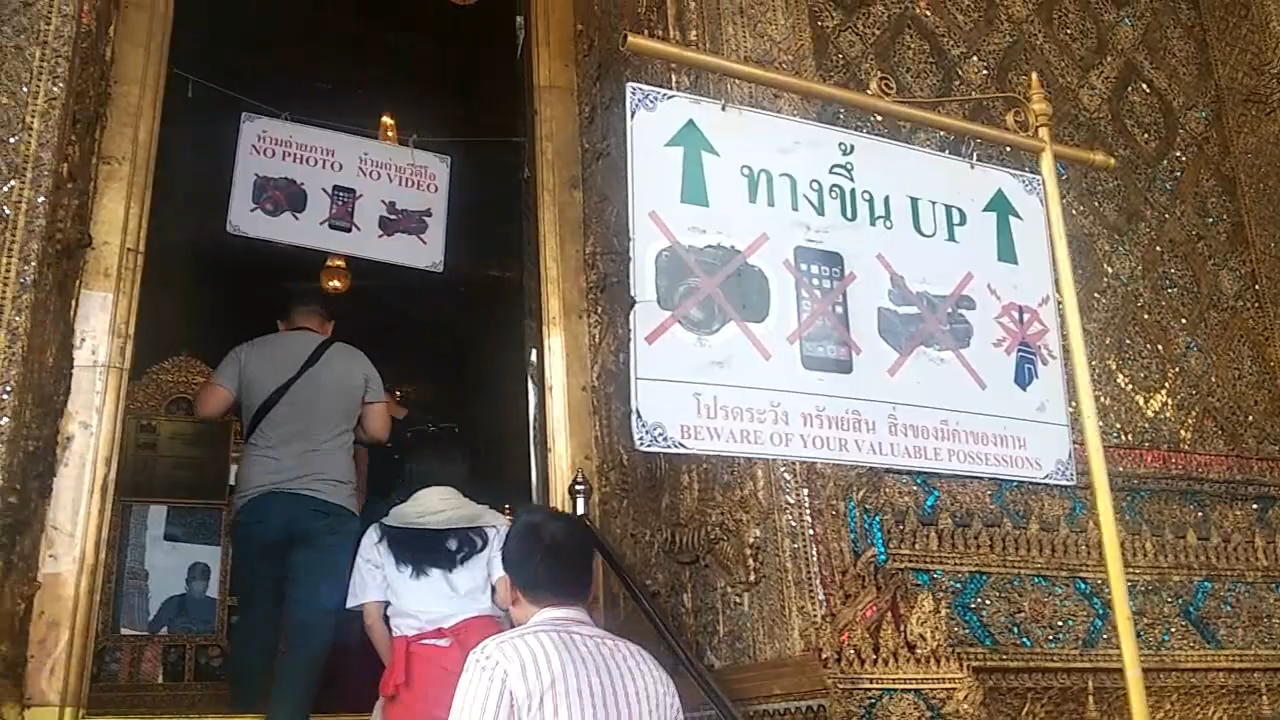 ห้ามถ่ายภาพ
NO PHOTO
ห้ามถ่ายวีดีโอ
NO VIDEO
ทางขึ้น UP
โปรดระวัง ทรัพย์สิน สิ่งของมีค่าของท่าน
BEWARE OF YOUR VALUABLE POSSESSIONS